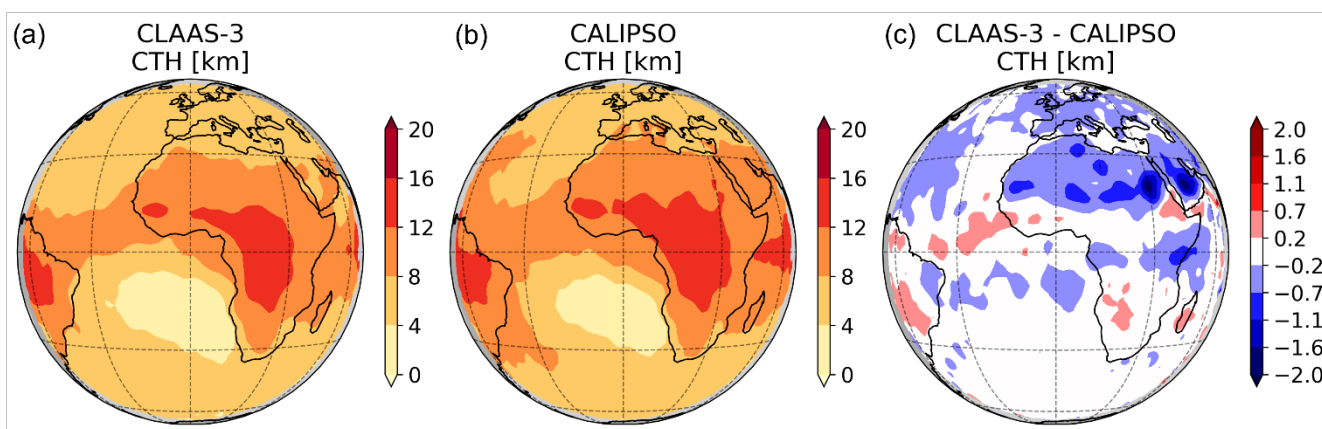 (a)
CLAAS-3
CTH [km]
20
16
12
8
4
0
(b)
CALIPSO
CTH [km]
20
16
12
8
4
0
(c)
CLAAS-3 - CALIPSO
CTH [km]
2.0
1.6
1.1
0.7
0.2
−0.2
−0.7
−1.1
−1.6
−2.0